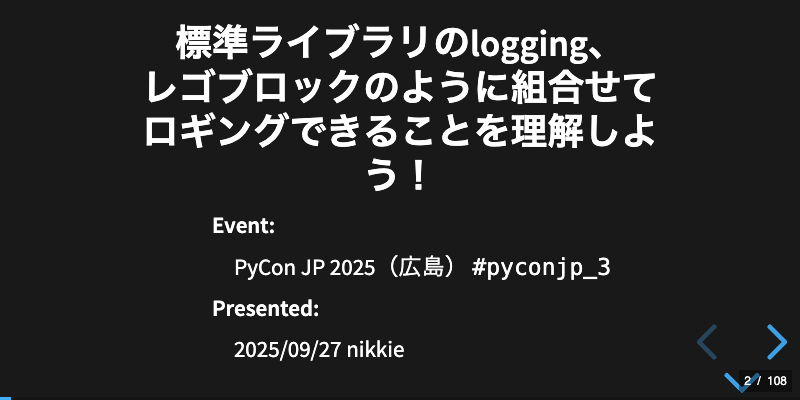 標準ライブラリのlogging、
レゴブロックのように組合せて
ロギングできることを理解しよ
う！
Event:
PyCon JP 2025（広島） #pyconjp_3
Presented:
2025/09/27 nikkie
2 / 108